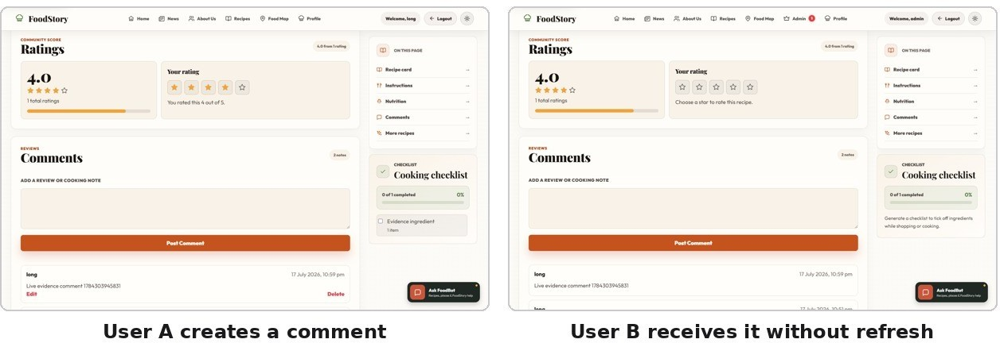 FoodStory
Home
News
About Us
Recipes
Food Map
Profile
Welcome, long
Logout
COMMUNITY SCORE
Ratings
4.0 from 1 rating
4.0
1 total ratings
Your rating
You rated this 4 out of 5.
REVIEWS
Comments
2 notes
ADD A REVIEW OR COOKING NOTE
Post Comment
long
17 July 2026, 10:59 pm
Live evidence comment 1784303945831
Edit
Delete
ON THIS PAGE
Recipe card →
Instructions →
Nutrition →
Comments →
More recipes →
CHECKLIST
Cooking checklist
0 of 1 completed
0%
Evidence ingredient
1 item
Ask FoodBot
Recipes, places & FoodStory help
User A creates a comment
FoodStory
Home
News
About Us
Recipes
Food Map
Admin
Profile
Welcome, admin
Logout
COMMUNITY SCORE
Ratings
4.0 from 1 rating
4.0
1 total ratings
Your rating
Choose a star to rate this recipe.
REVIEWS
Comments
2 notes
ADD A REVIEW OR COOKING NOTE
Post Comment
long
17 July 2026, 10:59 pm
Live evidence comment 1784303945831
long
17 July 2026, 10:51 pm
ON THIS PAGE
Recipe card →
Instructions →
Nutrition →
Comments →
More recipes →
CHECKLIST
Cooking checklist
0 of 1 completed
0%
Generate a checklist to tick off ingredients
while shopping or cooking.
Ask FoodBot
Recipes, places & FoodStory help
User B receives it without refresh